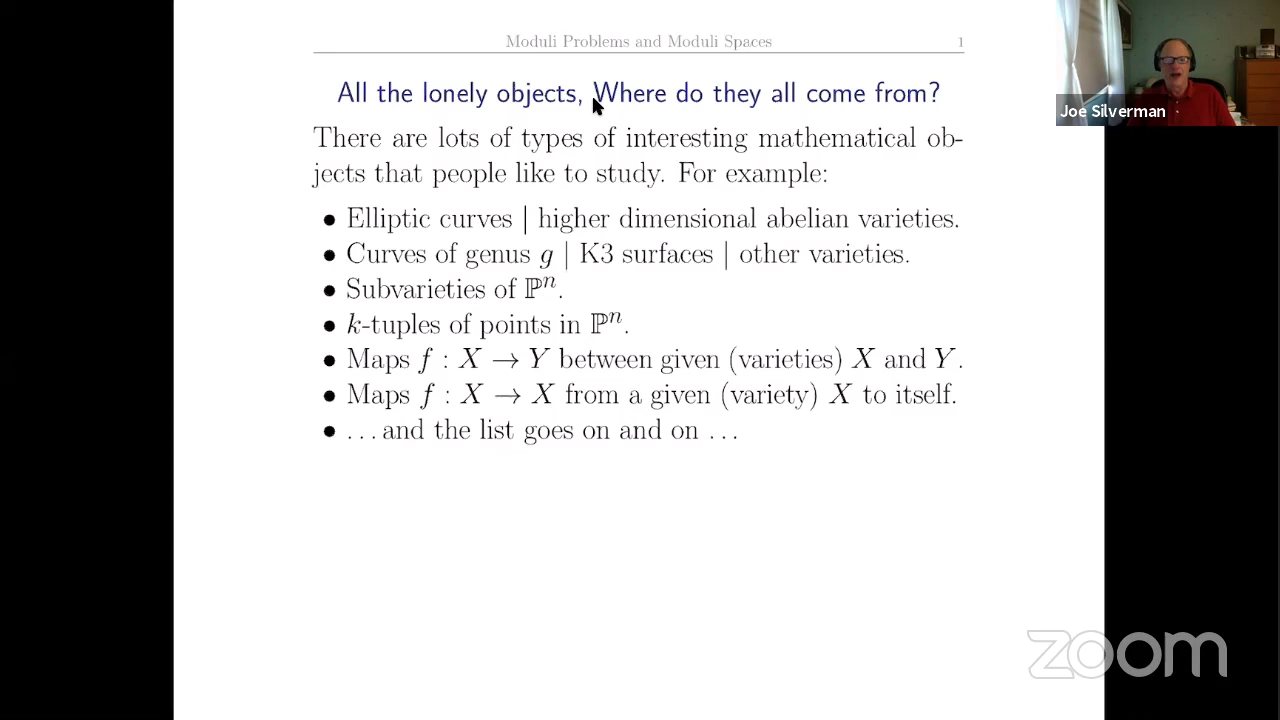 Moduli Problems and Moduli Spaces 1
All the lonely objects, Where do they all come from?
There are lots of types of interesting mathematical ob-
jects that people like to study. For example:
• Elliptic curves | higher dimensional abelian varieties.
• Curves of genus g | K3 surfaces | other varieties.
• Subvarieties of ℙⁿ.
• k-tuples of points in ℙⁿ.
• Maps f : X → Y between given (varieties) X and Y.
• Maps f : X → X from a given (variety) X to itself.
• ...and the list goes on and on ...
Joe Silverman
zoom